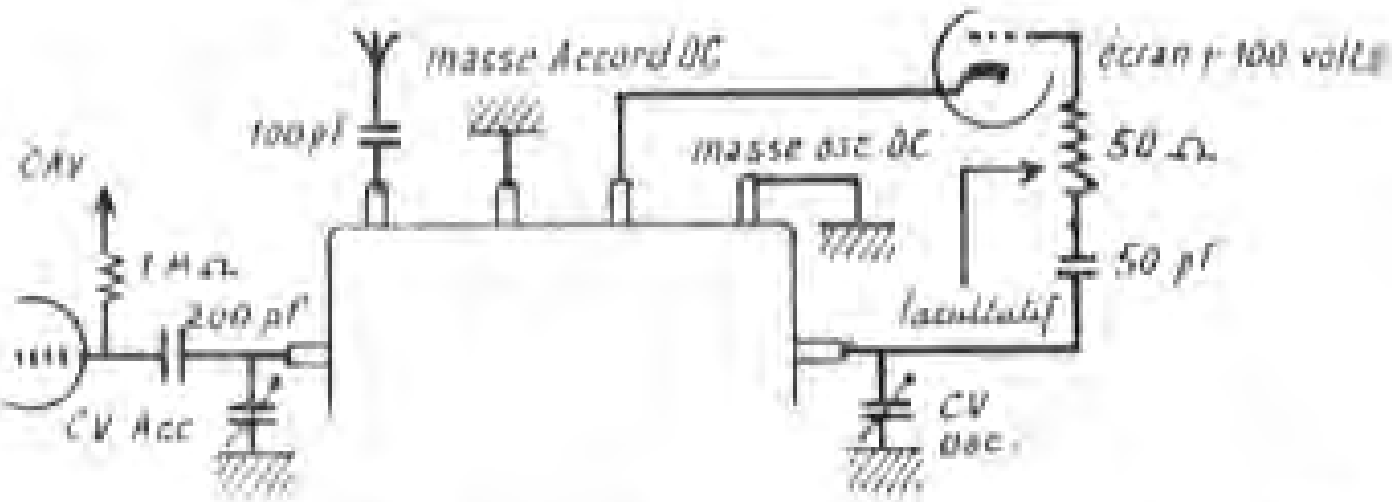 masse Accord OC
écran + 100 volts
100 pf
masse osc. OC
50 Ω
CAV
1 M Ω
200 pf
50 pf
facultatif
CV Acc
CV
osc.